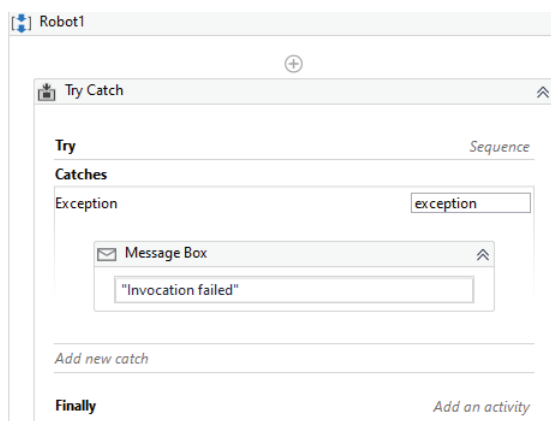 Robot1
Try Catch
Try Sequence
Catches
Exception exception
Message Box
"Invocation failed"
Add new catch
Finally Add an activity